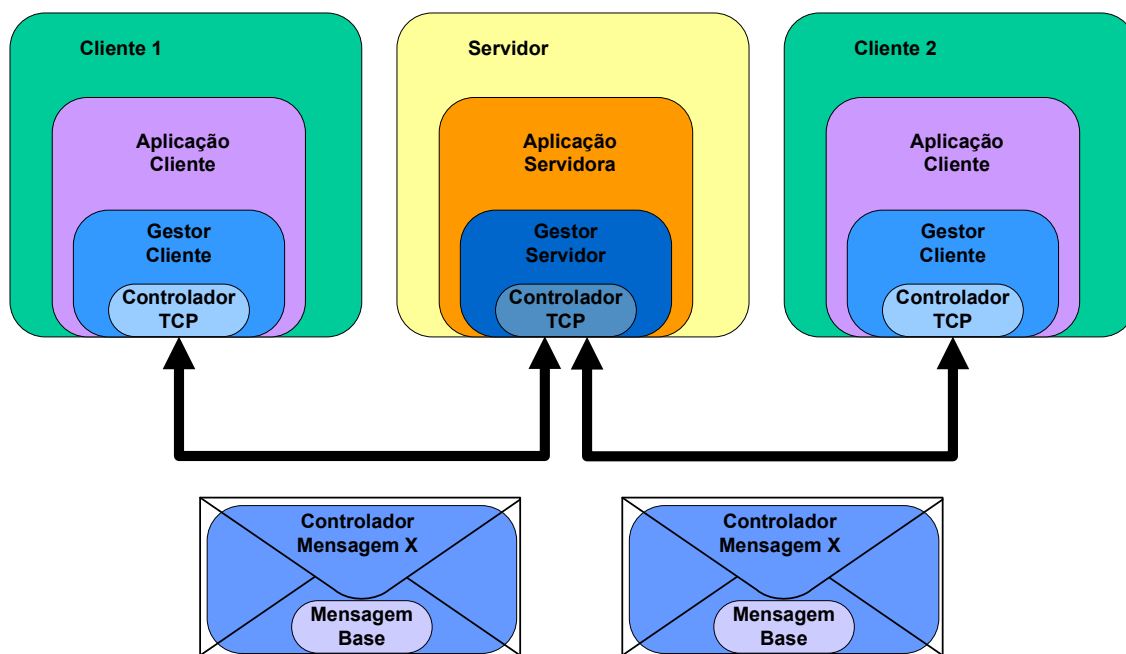 Cliente 1
Aplicação
Cliente
Gestor
Cliente
Controlador
TCP
Servidor
Aplicação
Servidora
Gestor
Servidor
Controlador
TCP
Cliente 2
Aplicação
Cliente
Gestor
Cliente
Controlador
TCP
Controlador
Mensagem X
Mensagem
Base
Controlador
Mensagem X
Mensagem
Base